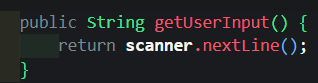 public String getUserInput() {
    return scanner.nextLine();
}